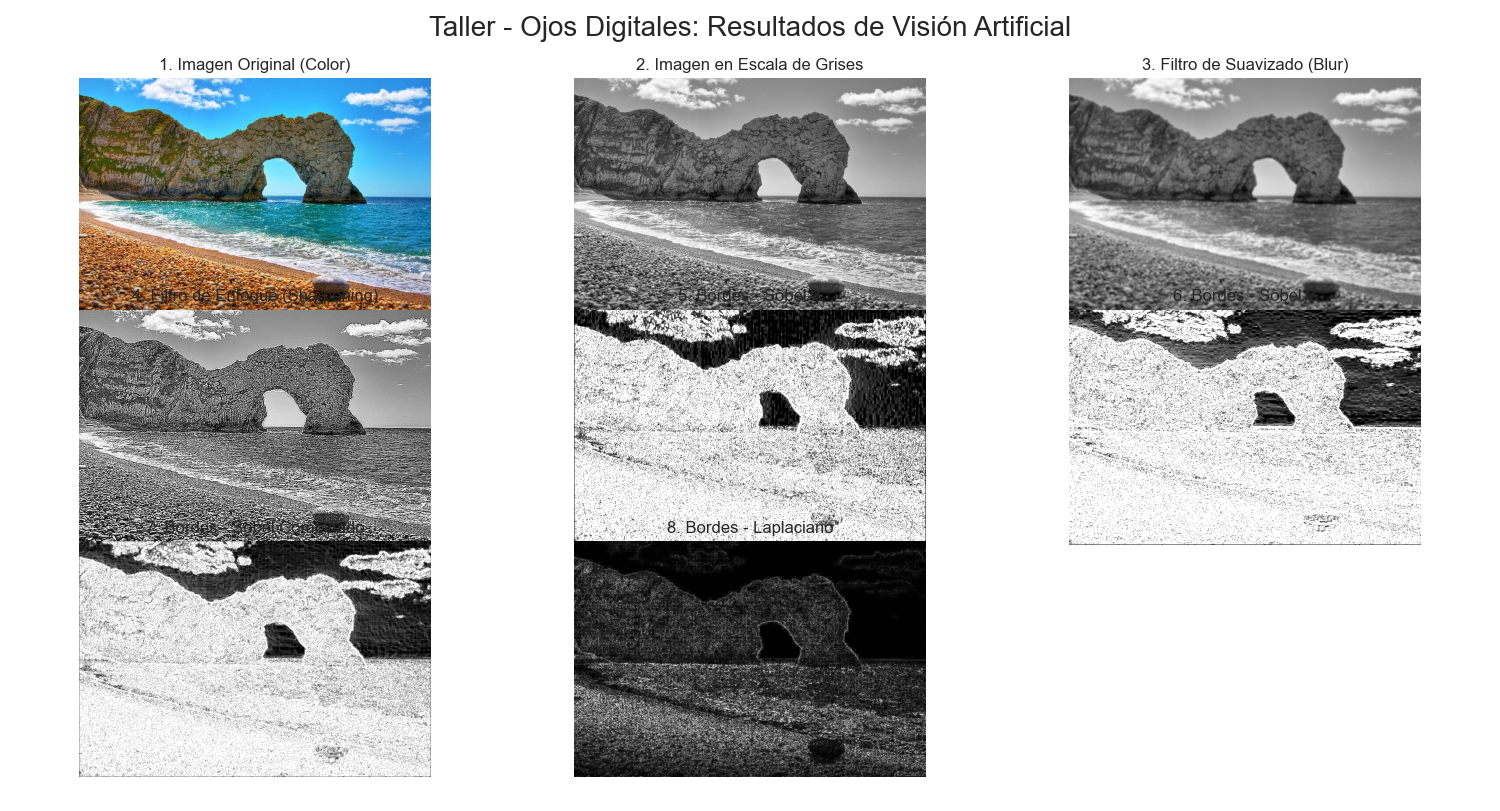 Taller - Ojos Digitales: Resultados de Visión Artificial
1. Imagen Original (Color)
2. Imagen en Escala de Grises
3. Filtro de Suavizado (Blur)
4. Filtro de Enfoque (Sharpening)
5. Bordes - Sobel
6. Bordes - Sobel
7. Bordes - Sobel Combinado
8. Bordes - Laplaciano